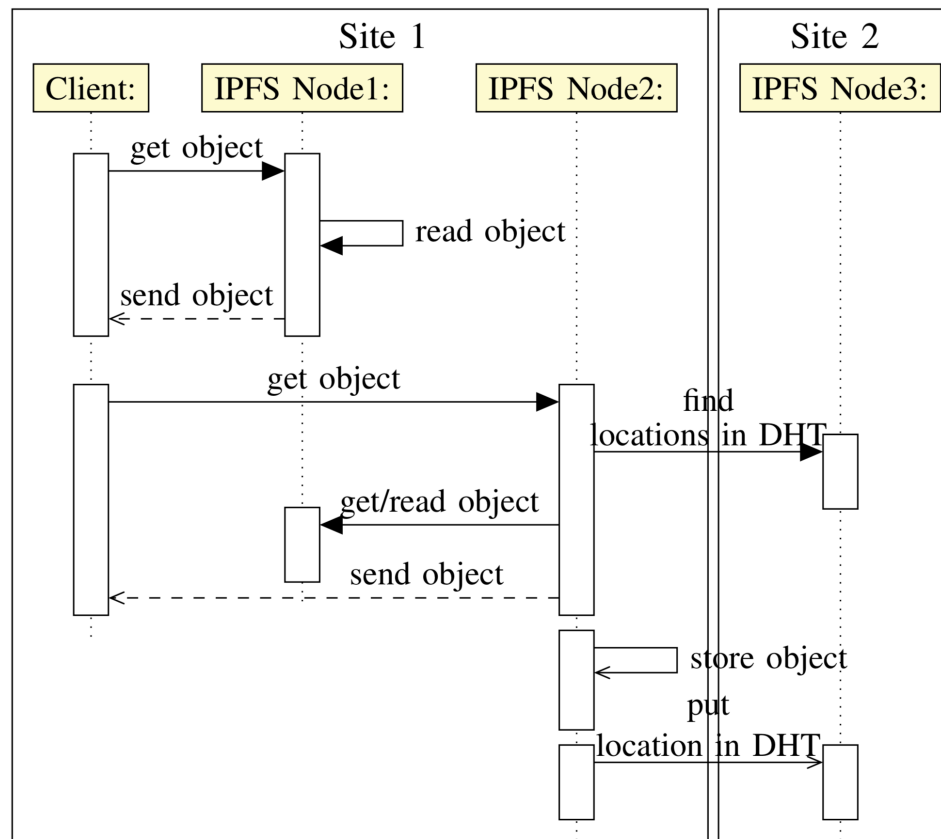 Site 1
Site 2
Client:
IPFS Node1:
IPFS Node2:
IPFS Node3:
get object
read object
send object
get object
find
locations in DHT
get/read object
send object
store object
put
location in DHT